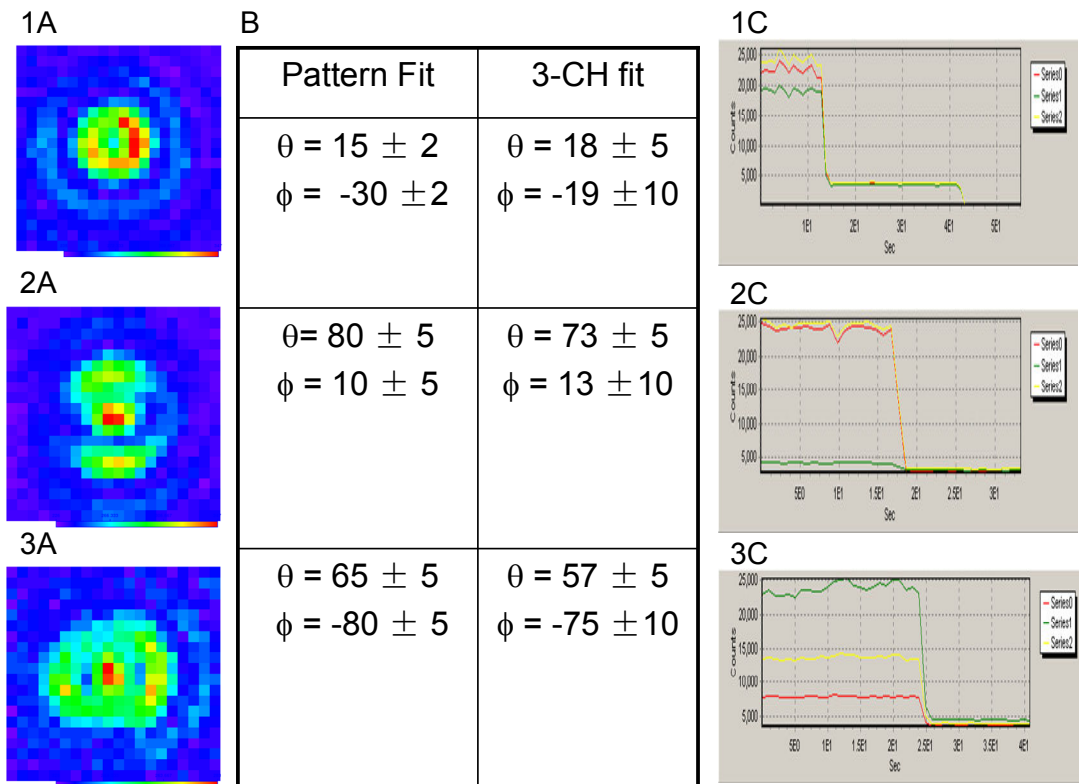 1A
B
1C
Pattern Fit
3-CH fit
θ = 15 ± 2
θ = 18 ± 5
ϕ = -30 ±2
ϕ = -19 ±10
25,000
20,000
15,000
10,000
5,000
Counts
1E1
2E1
3E1
4E1
5E1
Sec
Series0
Series1
Series2
2A
2C
θ= 80 ± 5
θ = 73 ± 5
ϕ = 10 ± 5
ϕ = 13 ±10
25,000
20,000
15,000
10,000
5,000
Counts
5E0
1E1
1.5E1
2E1
2.5E1
3E1
Sec
Series0
Series1
Series2
3A
3C
θ = 65 ± 5
θ = 57 ± 5
ϕ = -80 ± 5
ϕ = -75 ±10
25,000
20,000
15,000
10,000
5,000
Counts
5E0
1E1
1.5E1
2E1
2.5E1
3E1
3.5E1
4E1
Sec
Series0
Series1
Series2